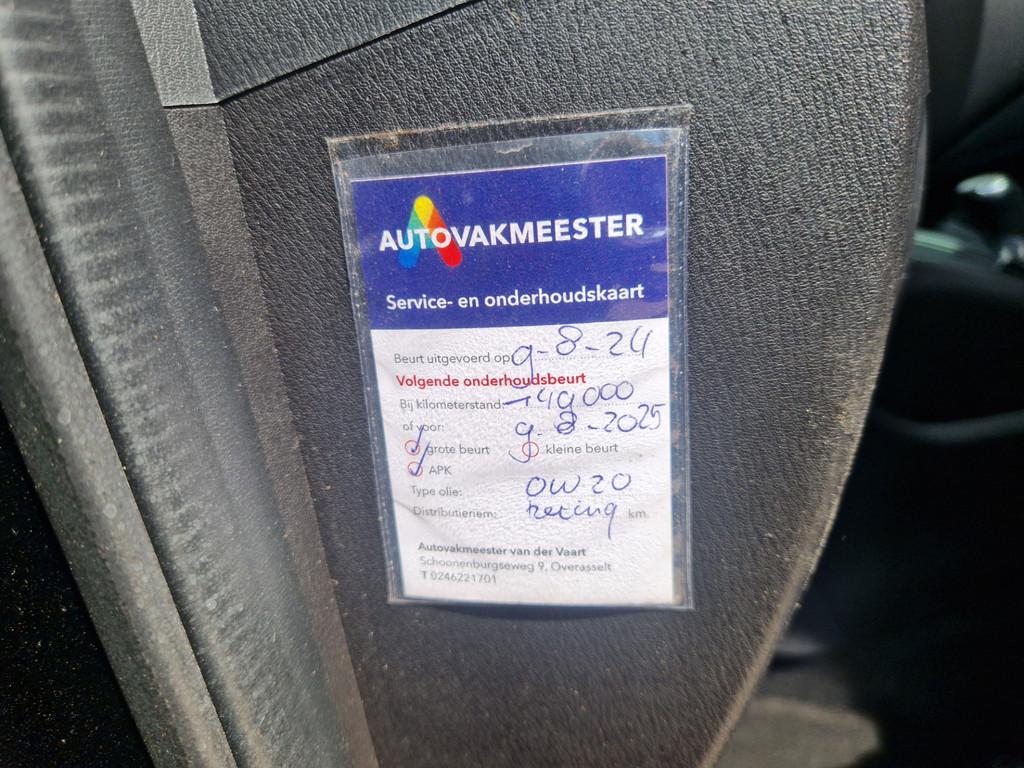 AUTOVAKMEESTER
Service- en onderhoudskaart
Beurt uitgevoerd op: 9-8-24
Volgende onderhoudsbeurt
Bij kilometerstand: 149000
of voor: 9-8-2025
grote beurt kleine beurt
APK
Type olie: 0W20
Distributieriem: ketting km.
Autovakmeester van der Vaart
Schoonenburgseweg 9, Overasselt
T 0246221701